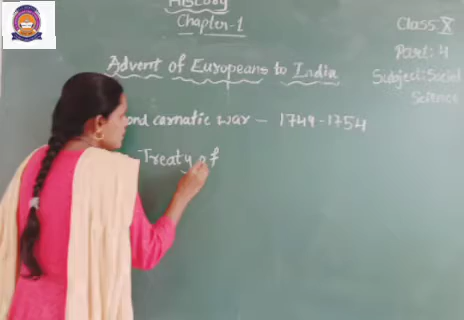 History
Chapter-1
Class X
Part: 4
Subject: Social
Science
Advent of Europeans to India
ond carnatic war - 1749-1754
Treaty of